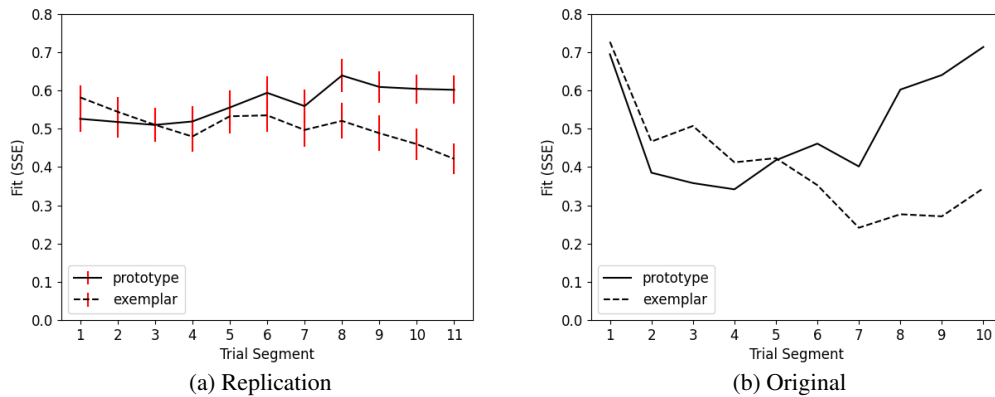 0.8
0.7
0.6
0.5
0.4
0.3
0.2
0.1
0.0
Fit (SSE)
prototype
exemplar
1 2 3 4 5 6 7 8 9 10 11
Trial Segment
(a) Replication
0.8
0.7
0.6
0.5
0.4
0.3
0.2
0.1
0.0
Fit (SSE)
prototype
exemplar
1 2 3 4 5 6 7 8 9 10
Trial Segment
(b) Original